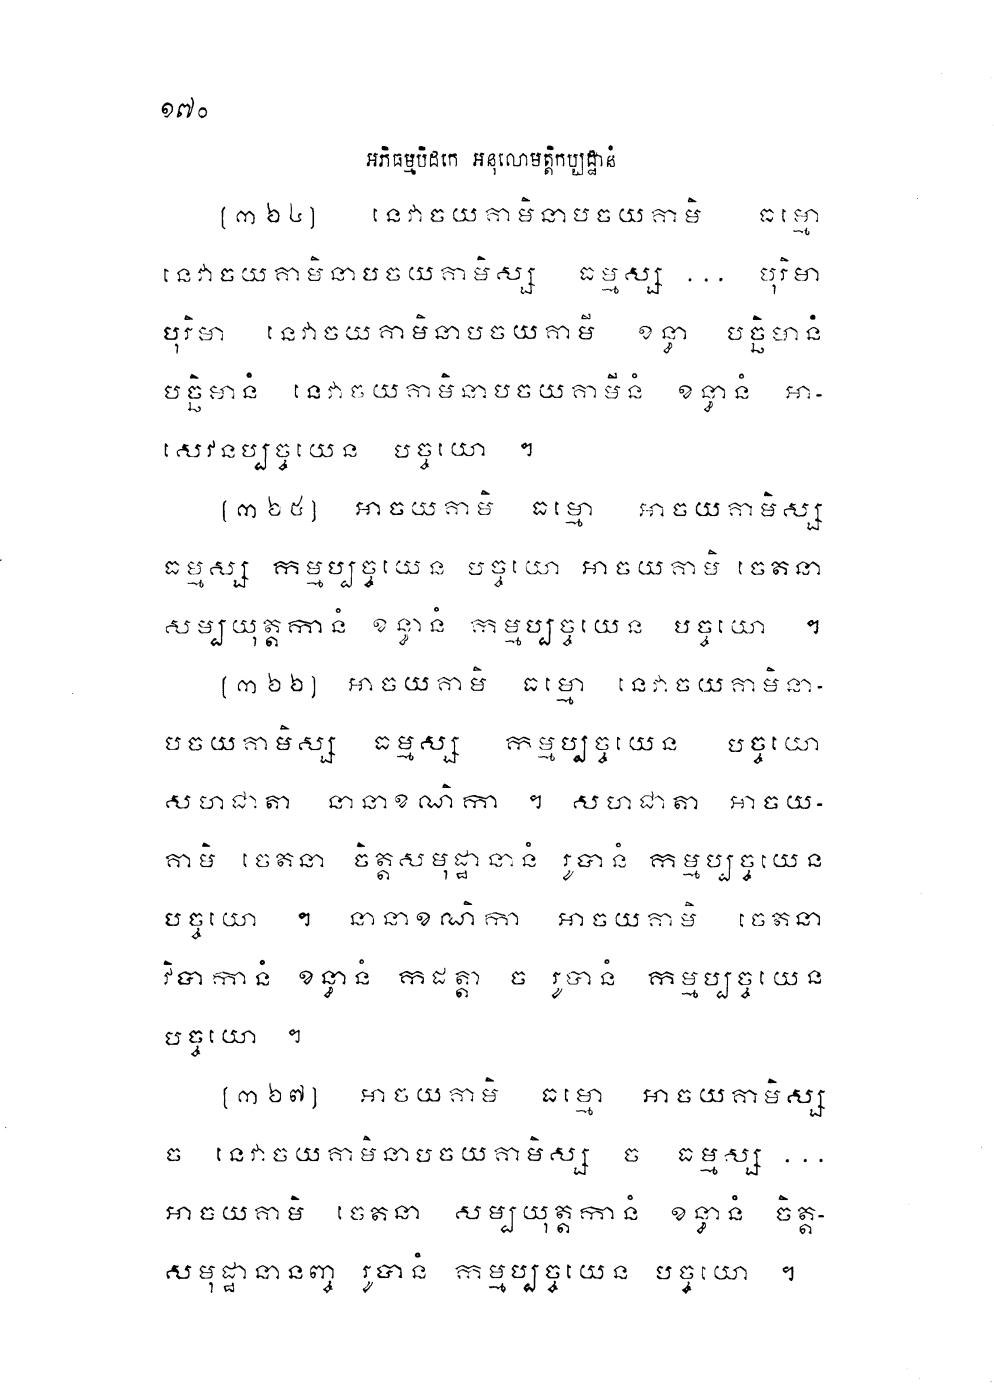 ១៧០
អភិធម្មបិដកេ អនុលោមត្តិកប្បដ្ឋានំ
[៣៦៤] នេវាចយគាមិនាបចយគាមិ ធម្មោ
នេវាចយគាមិនាបចយគាមិស្ស ធម្មស្ស ... បុរិមា
បុរិមា នេវាចយគាមិនាបចយគាមី ខន្ធា បច្ឆិមានំ
បច្ឆិមានំ នេវាចយគាមិនាបចយគាមីនំ ខន្ធានំ អា-
សេវនប្បច្ចយេន បច្ចយោ ។
[៣៦៥] អាចយគាមិ ធម្មោ អាចយគាមិស្ស
ធម្មស្ស កម្មប្បច្ចយេន បច្ចយោ អាចយគាមិ ចេតនា
សម្បយុត្តកានំ ខន្ធានំ កម្មប្បច្ចយេន បច្ចយោ ។
[៣៦៦] អាចយគាមិ ធម្មោ នេវាចយគាមិនា-
បចយគាមិស្ស ធម្មស្ស កម្មប្បច្ចយេន បច្ចយោ
សហជាតា នានាខណិកា ។ សហជាតា អាចយ-
គាមិ ចេតនា ចិត្តសមុដ្ឋានានំ រូបានំ កម្មប្បច្ចយេន
បច្ចយោ ។ នានាខណិកា អាចយគាមិ ចេតនា
វិបាកានំ ខន្ធានំ កដត្តា ច រូបានំ កម្មប្បច្ចយេន
បច្ចយោ ។
[៣៦៧] អាចយគាមិ ធម្មោ អាចយគាមិស្ស
ច នេវាចយគាមិនាបចយគាមិស្ស ច ធម្មស្ស ...
អាចយគាមិ ចេតនា សម្បយុត្តកានំ ខន្ធានំ ចិត្ត-
សមុដ្ឋានានញ្ច រូបានំ កម្មប្បច្ចយេន បច្ចយោ ។